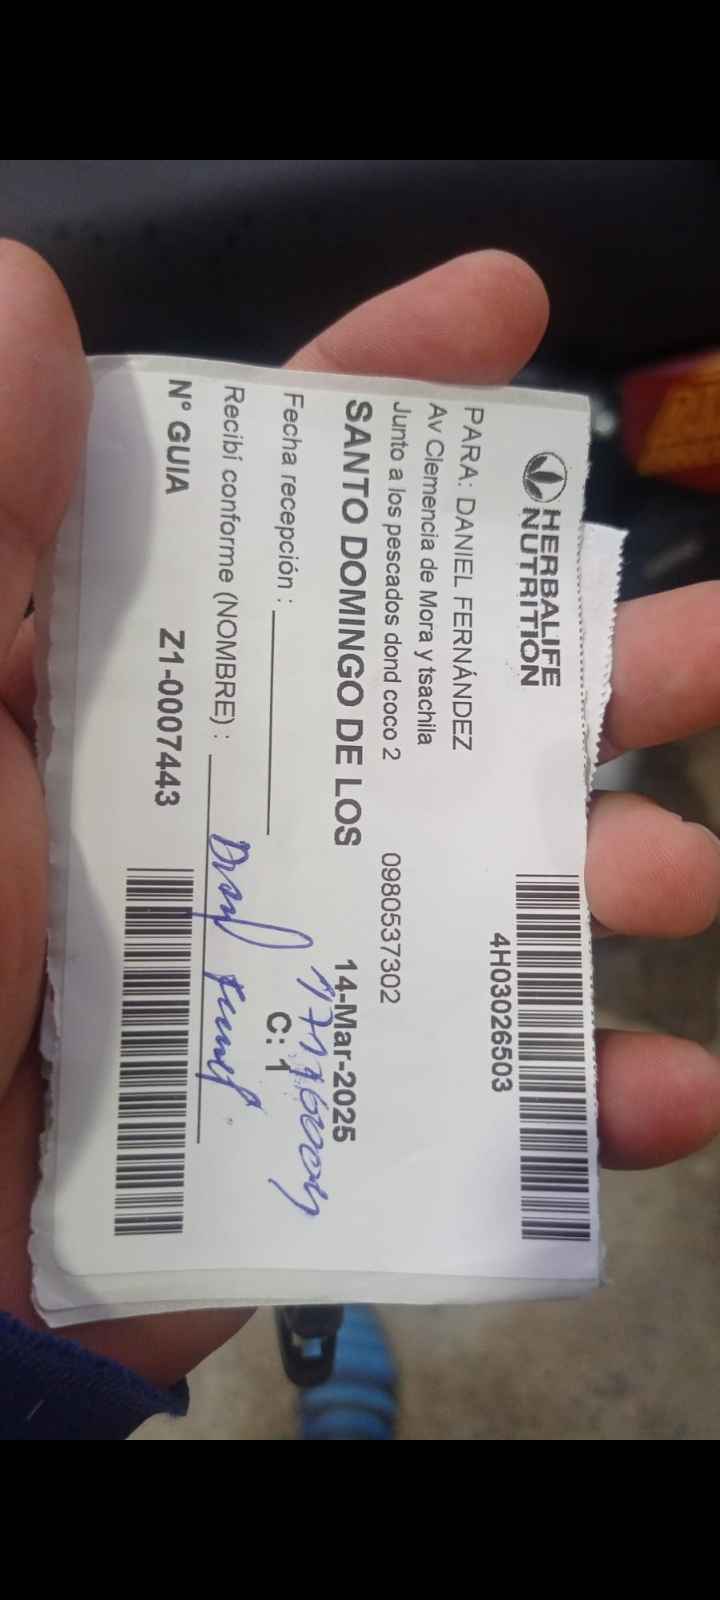 HERBALIFE
NUTRITION
4H03026503
PARA: DANIEL FERNÁNDEZ
Av Clemencia de Mora y tsachila
Junto a los pescados dond coco 2 0980537302
SANTO DOMINGO DE LOS 14-Mar-2025
Fecha recepción : C: 1
Recibí conforme (NOMBRE) :
N° GUIA Z1-0007443